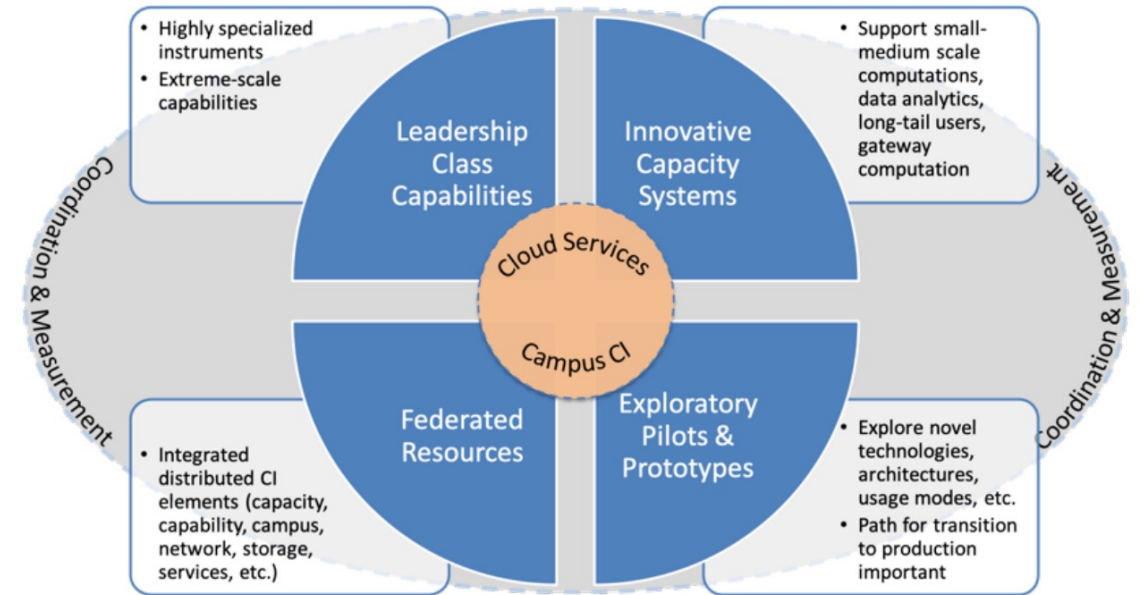 • Highly specialized
instruments
• Extreme-scale
capabilities
Leadership
Class
Capabilities
Innovative
Capacity
Systems
• Support small-
medium scale
computations,
data analytics,
long-tail users,
gateway
computation
Coordination & Measurement
Cloud Services
Campus CI
Coordination & Measurement
Federated
Resources
Exploratory
Pilots &
Prototypes
• Integrated
distributed CI
elements (capacity,
capability, campus,
network, storage,
services, etc.)
• Explore novel
technologies,
architectures,
usage modes, etc.
• Path for transition
to production
important